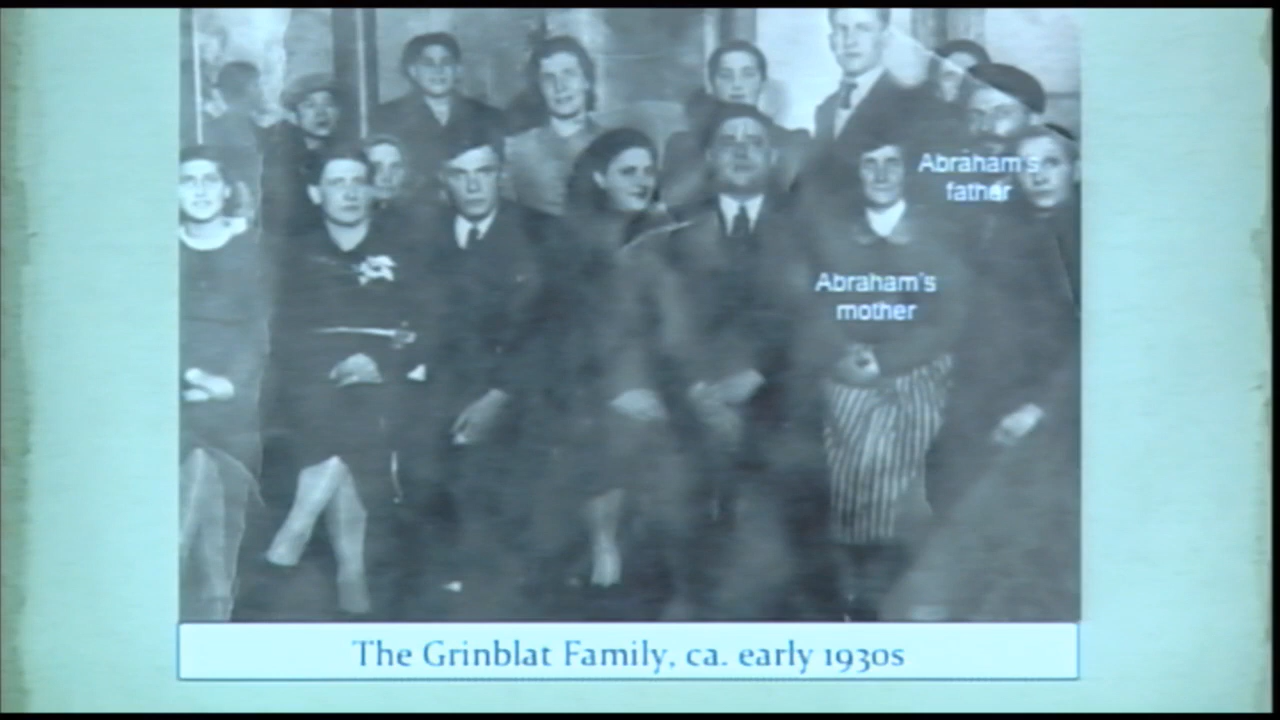 Abraham's
father
Abraham's
mother
The Grinblat Family, ca. early 1930s